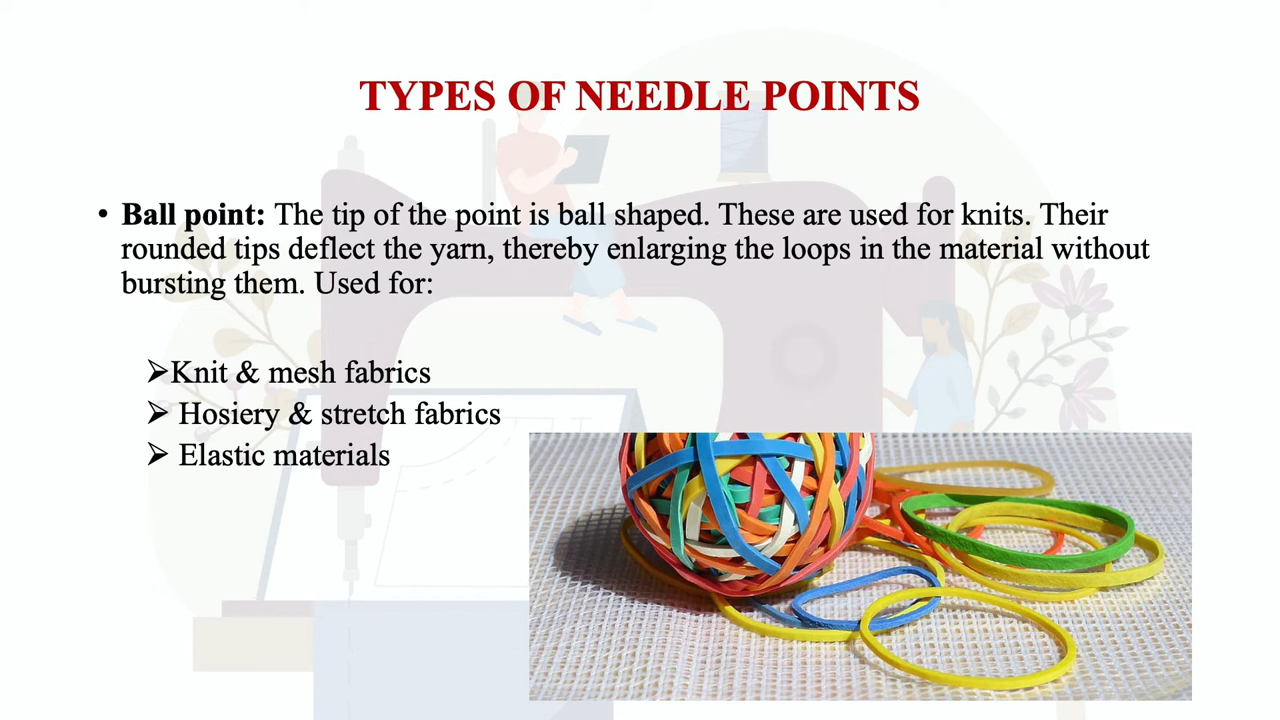 TYPES OF NEEDLE POINTS
• Ball point: The tip of the point is ball shaped. These are used for knits. Their
rounded tips deflect the yarn, thereby enlarging the loops in the material without
bursting them. Used for:
➢Knit & mesh fabrics
➢ Hosiery & stretch fabrics
➢ Elastic materials